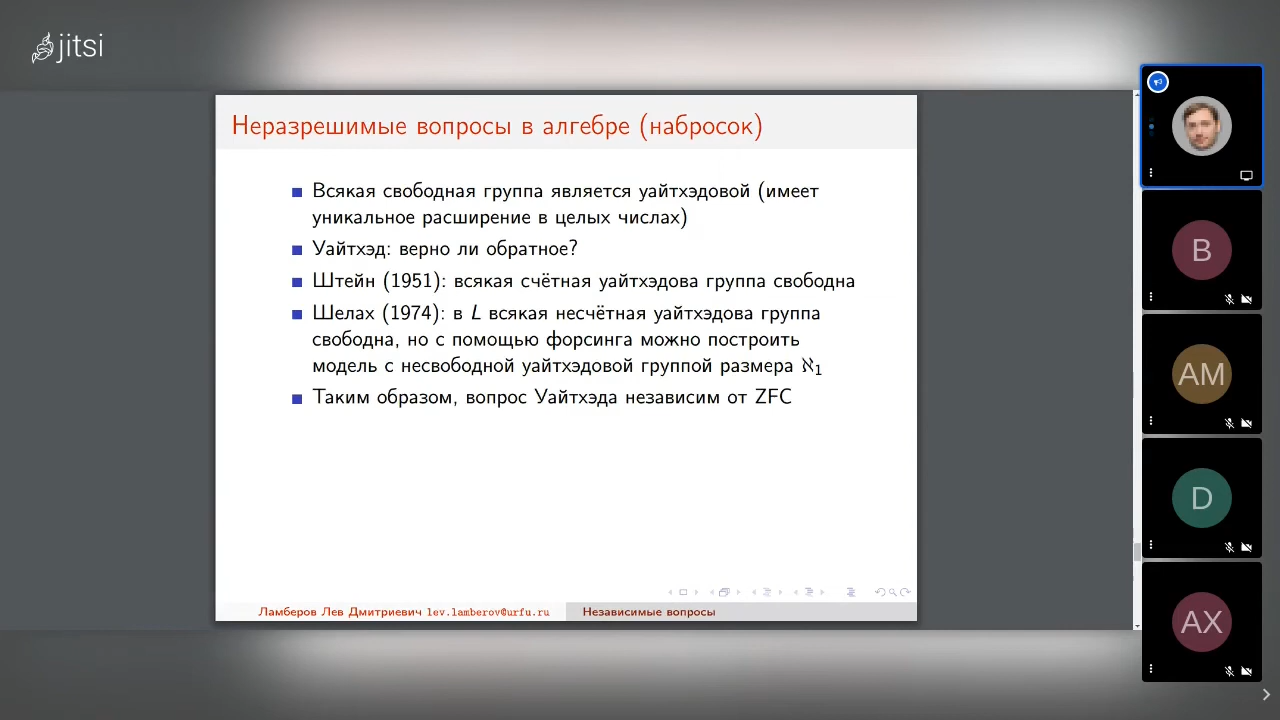 jitsi
Неразрешимые вопросы в алгебре (набросок)
Всякая свободная группа является уайтхэдовой (имеет
уникальное расширение в целых числах)
Уайтхэд: верно ли обратное?
Штейн (1951): всякая счётная уайтхэдова группа свободна
Шелах (1974): в L всякая несчётная уайтхэдова группа
свободна, но с помощью форсинга можно построить
модель с несвободной уайтхэдовой группой размера ℵ₁
Таким образом, вопрос Уайтхэда независим от ZFC
Ламберов Лев Дмитриевич lev.lamberov@urfu.ru
Независимые вопросы
B
AM
D
AX